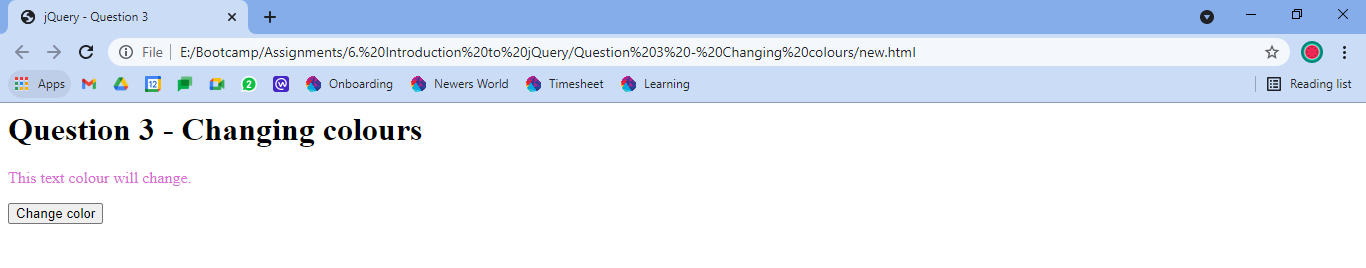 jQuery - Question 3
File | E:/Bootcamp/Assignments/6.%20Introduction%20to%20jQuery/Question%203%20-%20Changing%20colours/new.html
Apps 12 2 Onboarding Newers World Timesheet Learning Reading list
Question 3 - Changing colours
This text colour will change.
Change color